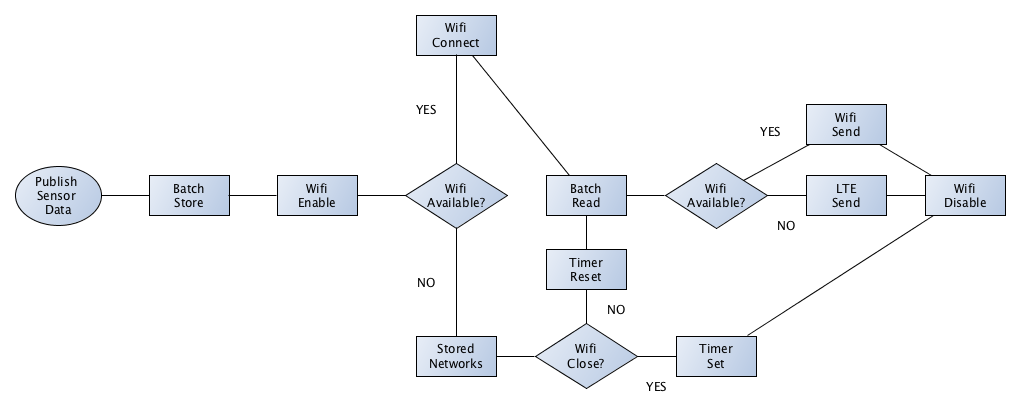 Wifi
Connect
YES
Wifi
Send
YES
Publish
Sensor
Data
Batch
Store
Wifi
Enable
Wifi
Available?
Batch
Read
Wifi
Available?
LTE
Send
Wifi
Disable
NO
Timer
Reset
NO
NO
Stored
Networks
Wifi
Close?
Timer
Set
YES